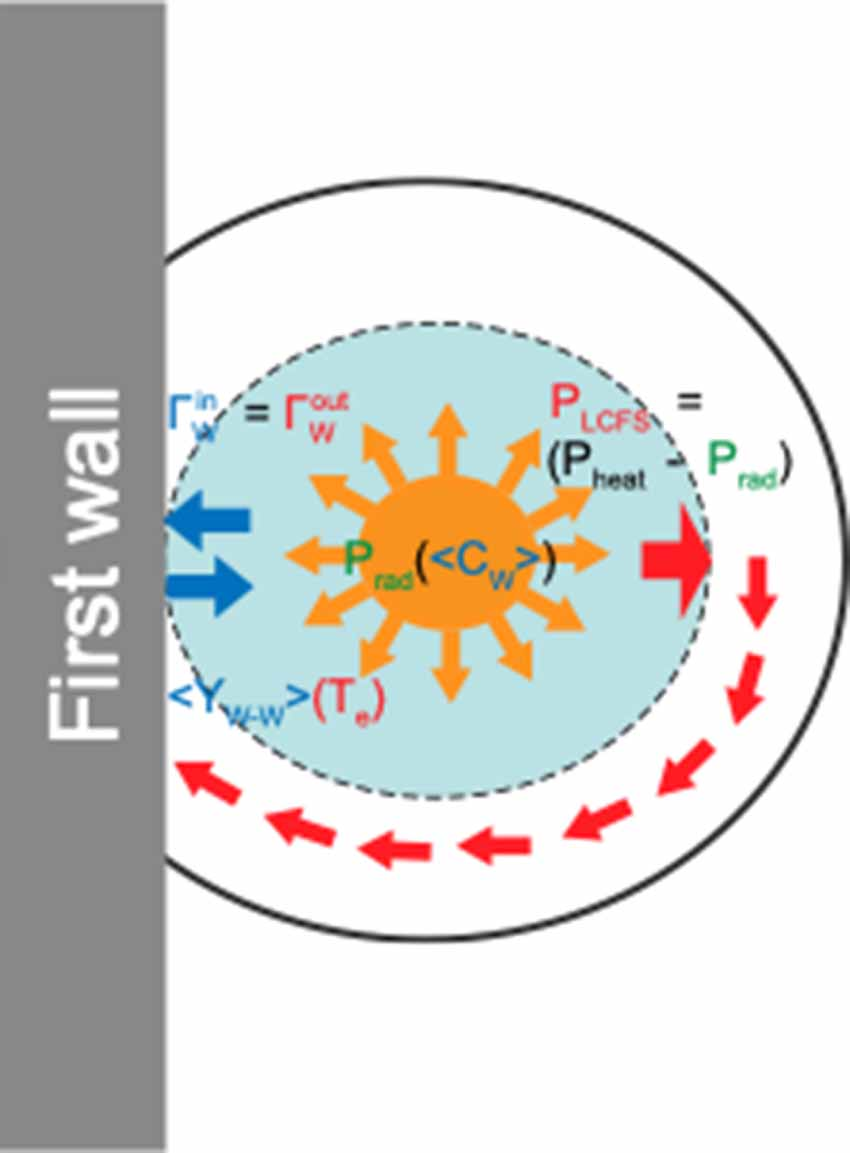 First wall
Γ_W^in = Γ_W^out
P_LCFS =
(P_heat - P_rad)
P_rad(<C_W>)
<Y_W-W>(T_e)